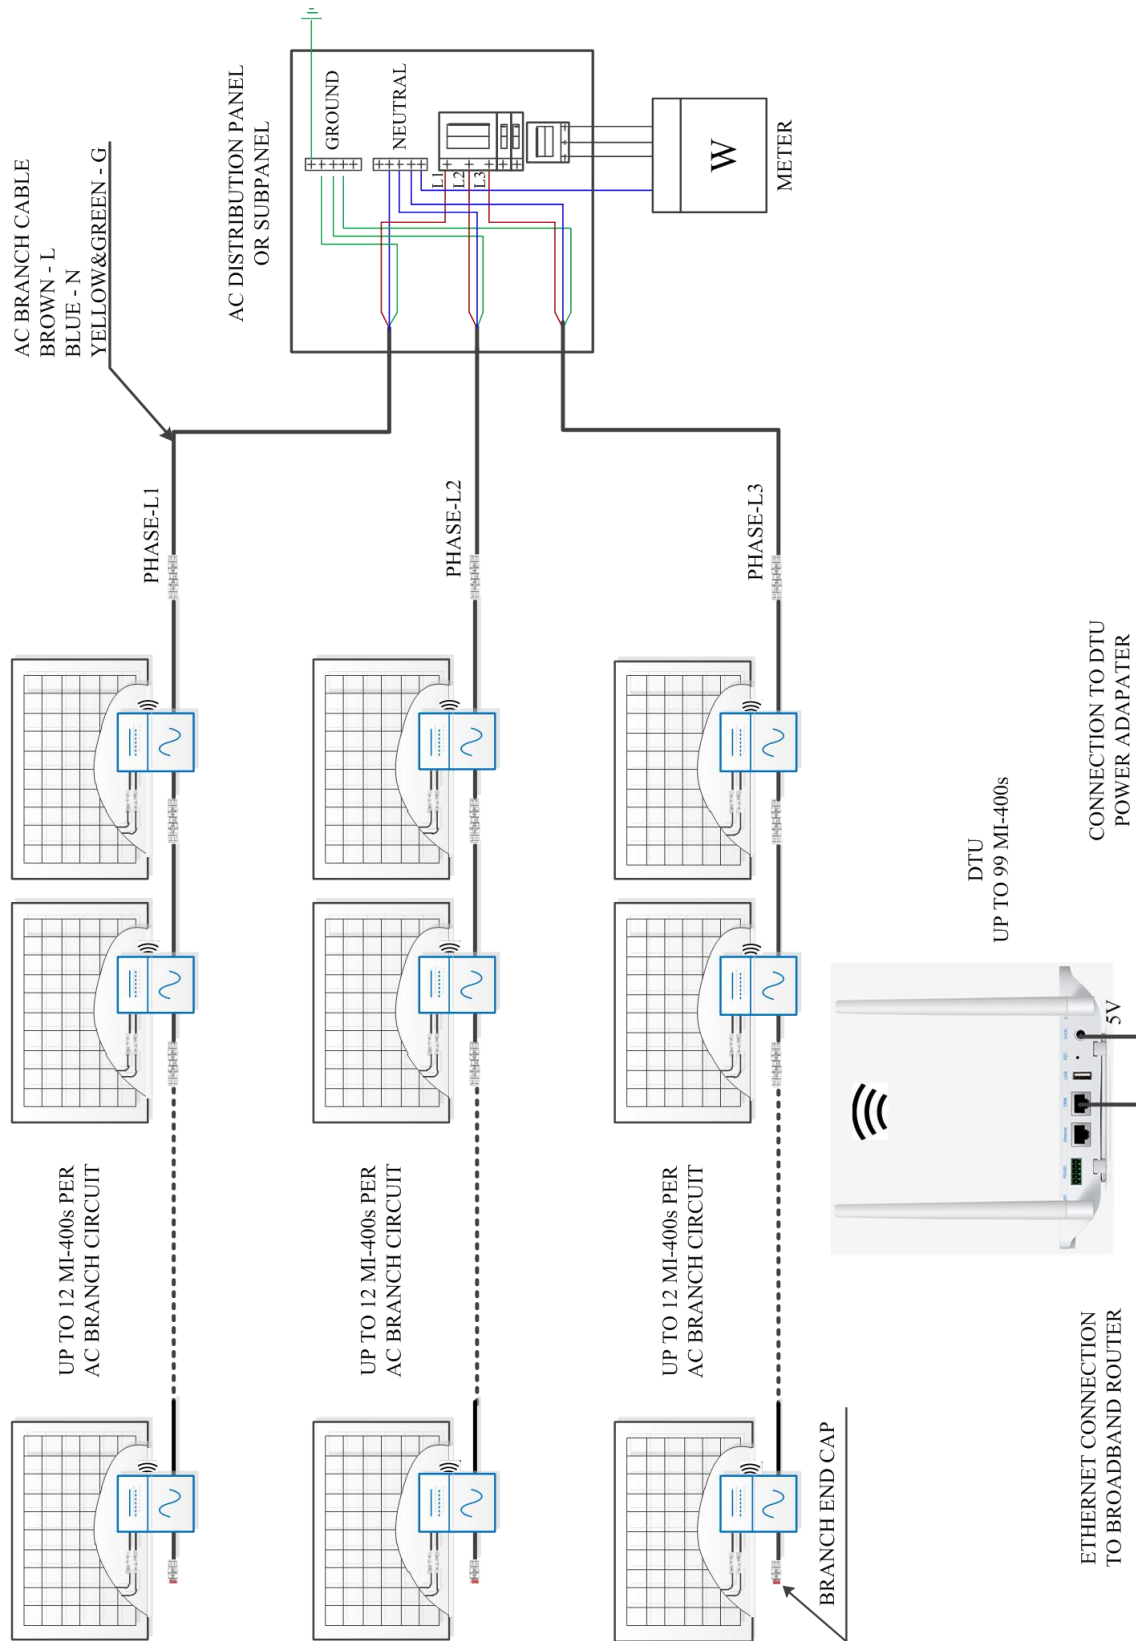 AC BRANCH CABLE
BROWN - L
BLUE - N
YELLOW&GREEN - G
AC DISTRIBUTION PANEL
OR SUBPANEL
GROUND
NEUTRAL
L1
L2
L3
W
METER
PHASE-L1
PHASE-L2
PHASE-L3
UP TO 12 MI-400s PER
AC BRANCH CIRCUIT
UP TO 12 MI-400s PER
AC BRANCH CIRCUIT
UP TO 12 MI-400s PER
AC BRANCH CIRCUIT
BRANCH END CAP
DTU
UP TO 99 MI-400s
CONNECTION TO DTU
POWER ADAPATER
5V
ETHERNET CONNECTION
TO BROADBAND ROUTER